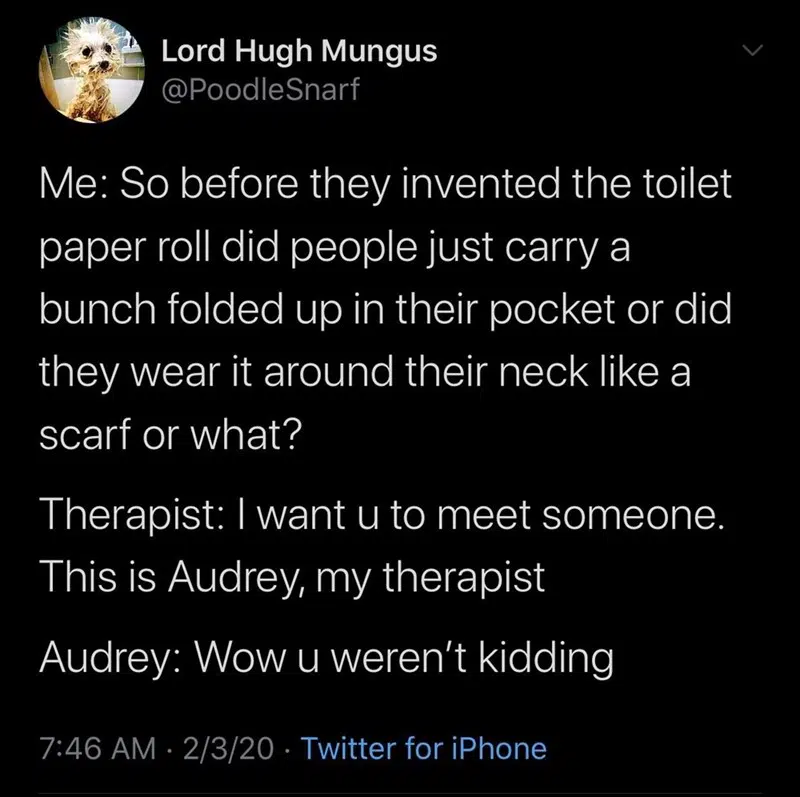 Lord Hugh Mungus
@PoodleSnarf
Me: So before they invented the toilet
paper roll did people just carry a
bunch folded up in their pocket or did
they wear it around their neck like a
scarf or what?
Therapist: I want u to meet someone.
This is Audrey, my therapist
Audrey: Wow u weren’t kidding
7:46 AM · 2/3/20 · Twitter for iPhone